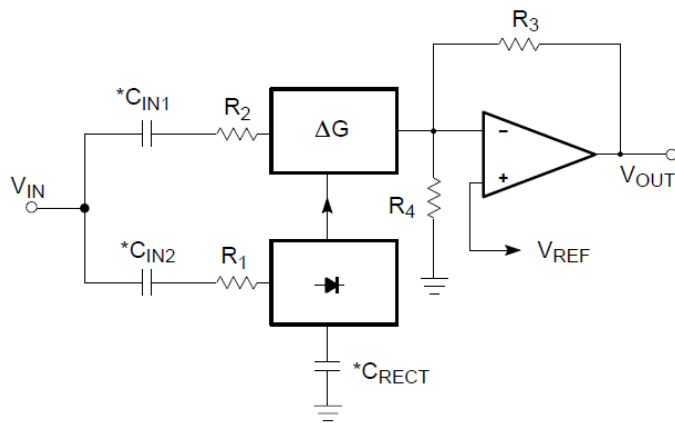 R3
*CIN1
R2
ΔG
−
+
VIN
R4
VOUT
*CIN2
R1
VREF
*CRECT